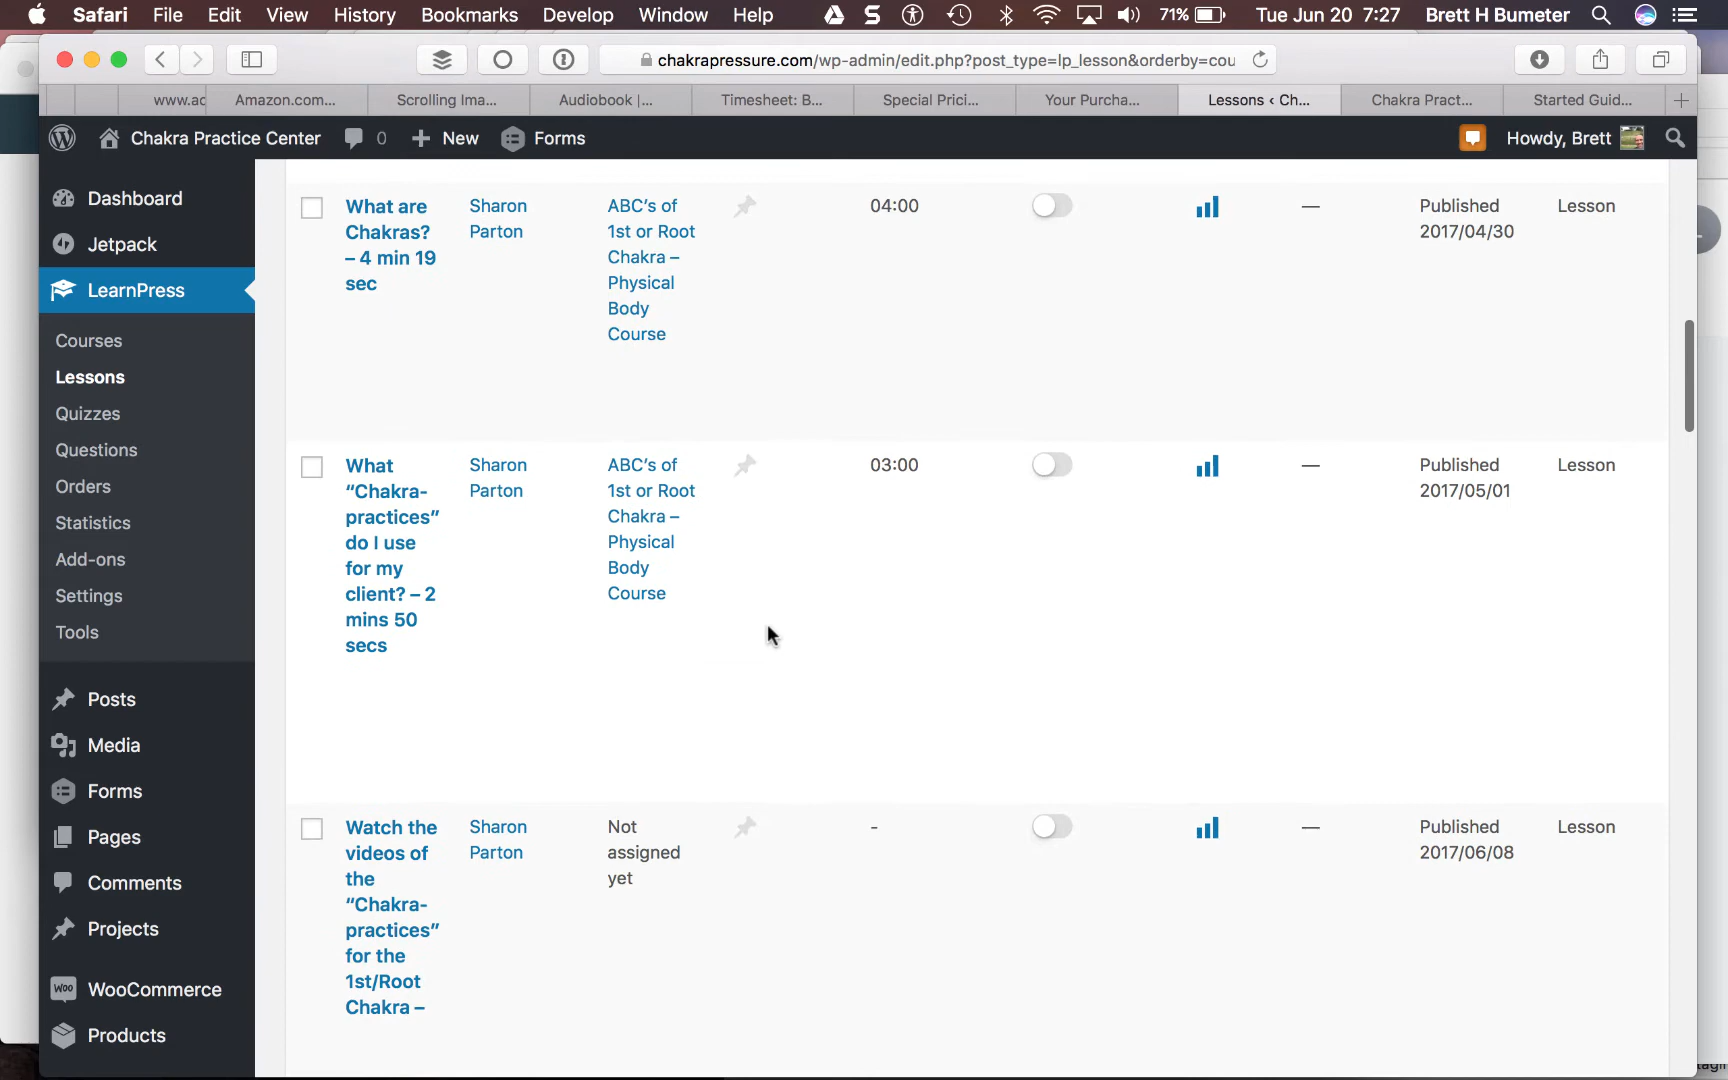 Safari File Edit View History Bookmarks Develop Window Help 71% Tue Jun 20 7:27 Brett H Bumeter
chakrapressure.com/wp-admin/edit.php?post_type=lp_lesson&orderby=cou
www.ac Amazon.com... Scrolling Ima... Audiobook |... Timesheet: B... Special Prici... Your Purcha... Lessons ‹ Ch... Chakra Pract... Started Guid...
Chakra Practice Center 0 New Forms Howdy, Brett
Dashboard
Jetpack
LearnPress
Courses
Lessons
Quizzes
Questions
Orders
Statistics
Add-ons
Settings
Tools
Posts
Media
Forms
Pages
Comments
Projects
WooCommerce
Products
What are
Chakras?
– 4 min 19
sec
Sharon
Parton
ABC’s of
1st or Root
Chakra –
Physical
Body
Course
04:00
—
Published
2017/04/30
Lesson
What
“Chakra-
practices”
do I use
for my
client? – 2
mins 50
secs
Sharon
Parton
ABC’s of
1st or Root
Chakra –
Physical
Body
Course
03:00
—
Published
2017/05/01
Lesson
Watch the
videos of
the
“Chakra-
practices”
for the
1st/Root
Chakra –
Sharon
Parton
Not
assigned
yet
-
—
Published
2017/06/08
Lesson